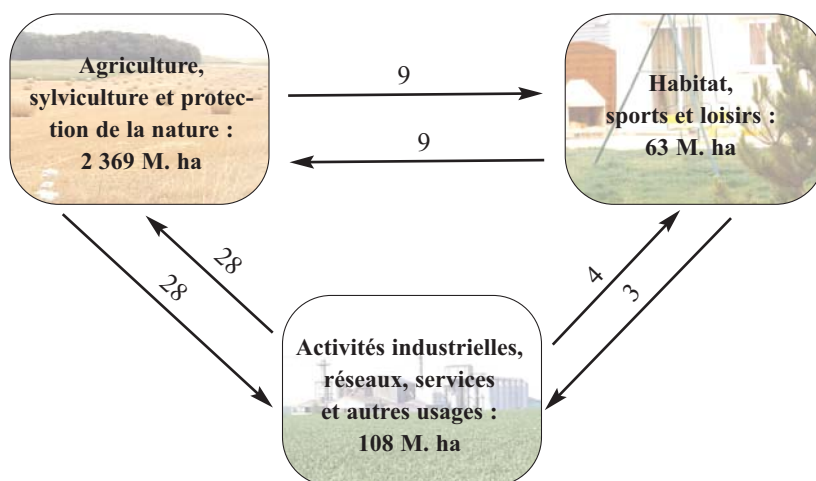 Agriculture,
sylviculture et protec-
tion de la nature :
2 369 M. ha
9
9
Habitat,
sports et loisirs :
63 M. ha
28
28
4
3
Activités industrielles,
réseaux, services
et autres usages :
108 M. ha